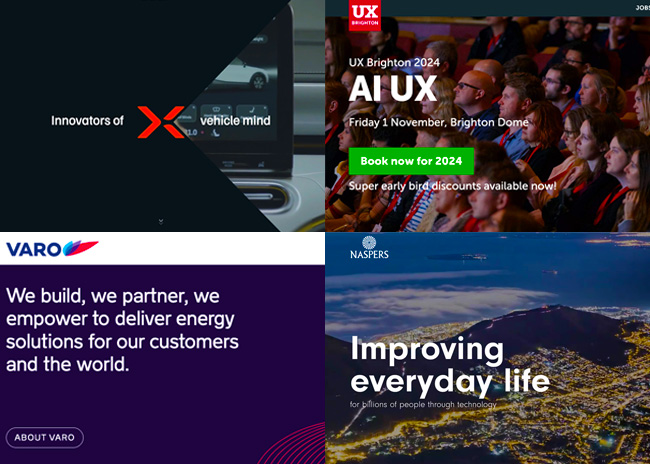 Innovators of vehicle mind
JOBS
UX
BRIGHTON
UX Brighton 2024
AI UX
Friday 1 November, Brighton Dome
Book now for 2024
Super early bird discounts available now!
VARO
We build, we partner, we
empower to deliver energy
solutions for our customers
and the world.
ABOUT VARO
NASPERS
Improving
everyday life
for billions of people through technology